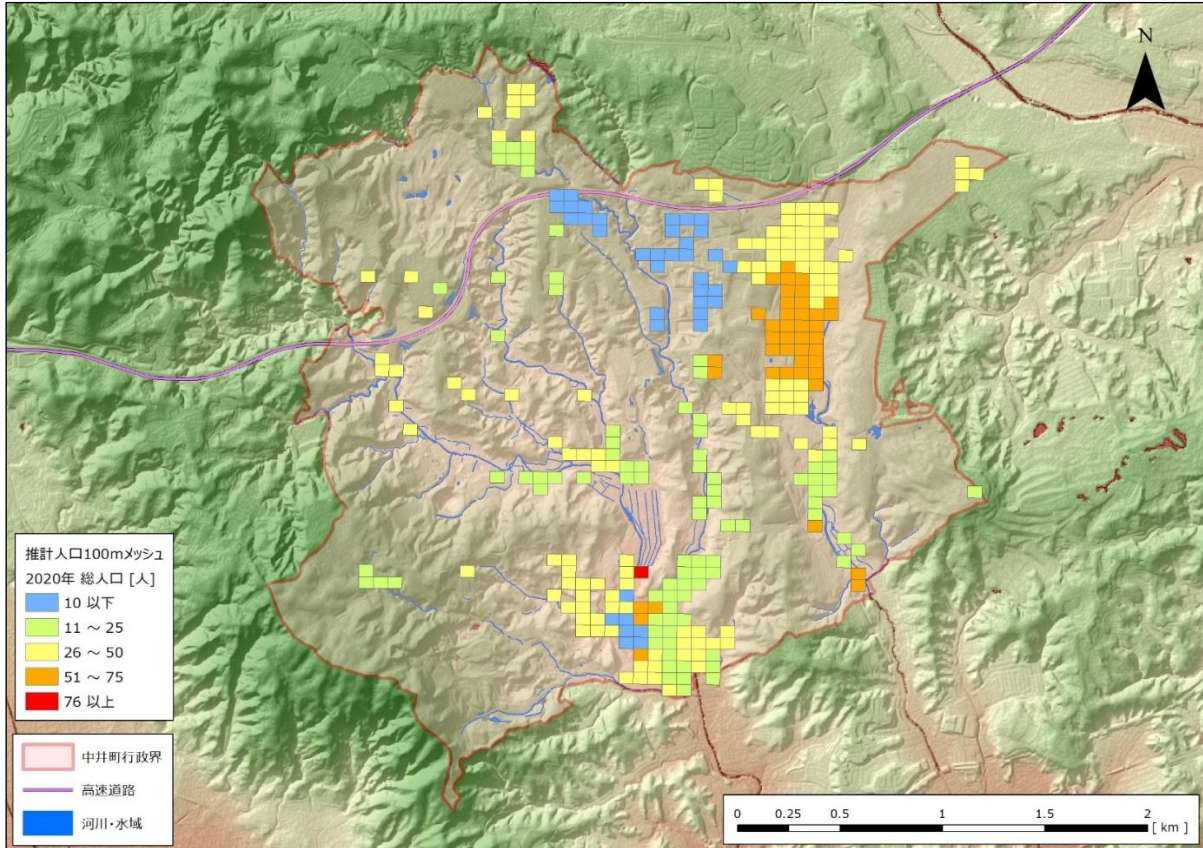 N
推計人口100mメッシュ
2020年 総人口 [人]
10 以下
11 ～ 25
26 ～ 50
51 ～ 75
76 以上
中井町行政界
高速道路
河川・水域
0 0.25 0.5 1 1.5 2
[ km ]